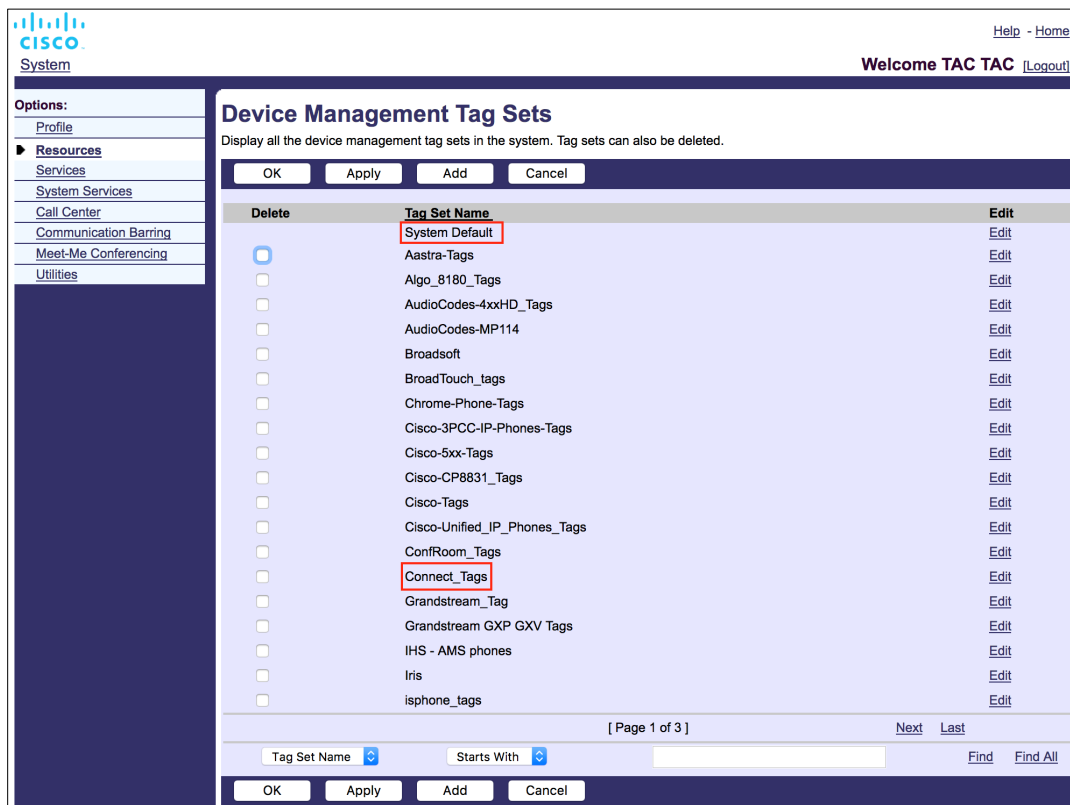 CISCO
Help - Home
System
Welcome TAC TAC [Logout]
Options:
Profile
Resources
Services
System Services
Call Center
Communication Barring
Meet-Me Conferencing
Utilities
Device Management Tag Sets
Display all the device management tag sets in the system. Tag sets can also be deleted.
OK Apply Add Cancel
Delete Tag Set Name Edit
System Default Edit
Aastra-Tags Edit
Algo_8180_Tags Edit
AudioCodes-4xxHD_Tags Edit
AudioCodes-MP114 Edit
Broadsoft Edit
BroadTouch_tags Edit
Chrome-Phone-Tags Edit
Cisco-3PCC-IP-Phones-Tags Edit
Cisco-5xx-Tags Edit
Cisco-CP8831_Tags Edit
Cisco-Tags Edit
Cisco-Unified_IP_Phones_Tags Edit
ConfRoom_Tags Edit
Connect_Tags Edit
Grandstream_Tag Edit
Grandstream GXP GXV Tags Edit
IHS - AMS phones Edit
Iris Edit
isphone_tags Edit
[ Page 1 of 3 ] Next Last
Tag Set Name Starts With Find Find All
OK Apply Add Cancel